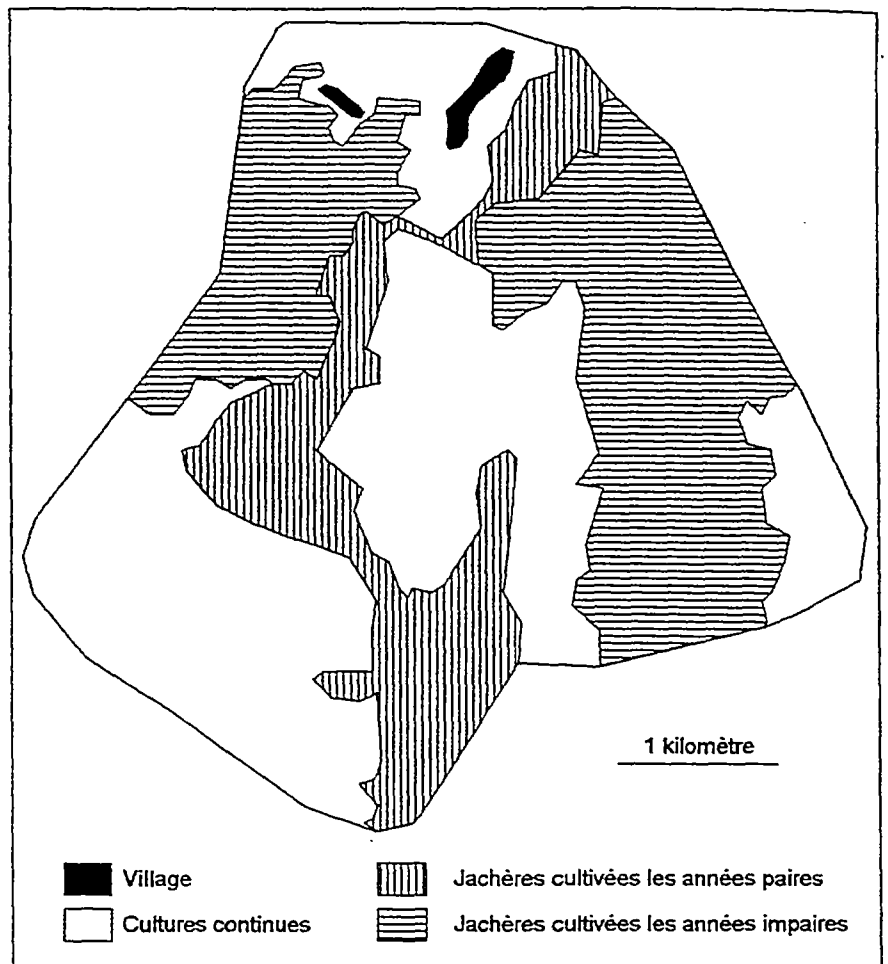 1 kilomètre
Village
Jachères cultivées les années paires
Cultures continues
Jachères cultivées les années impaires